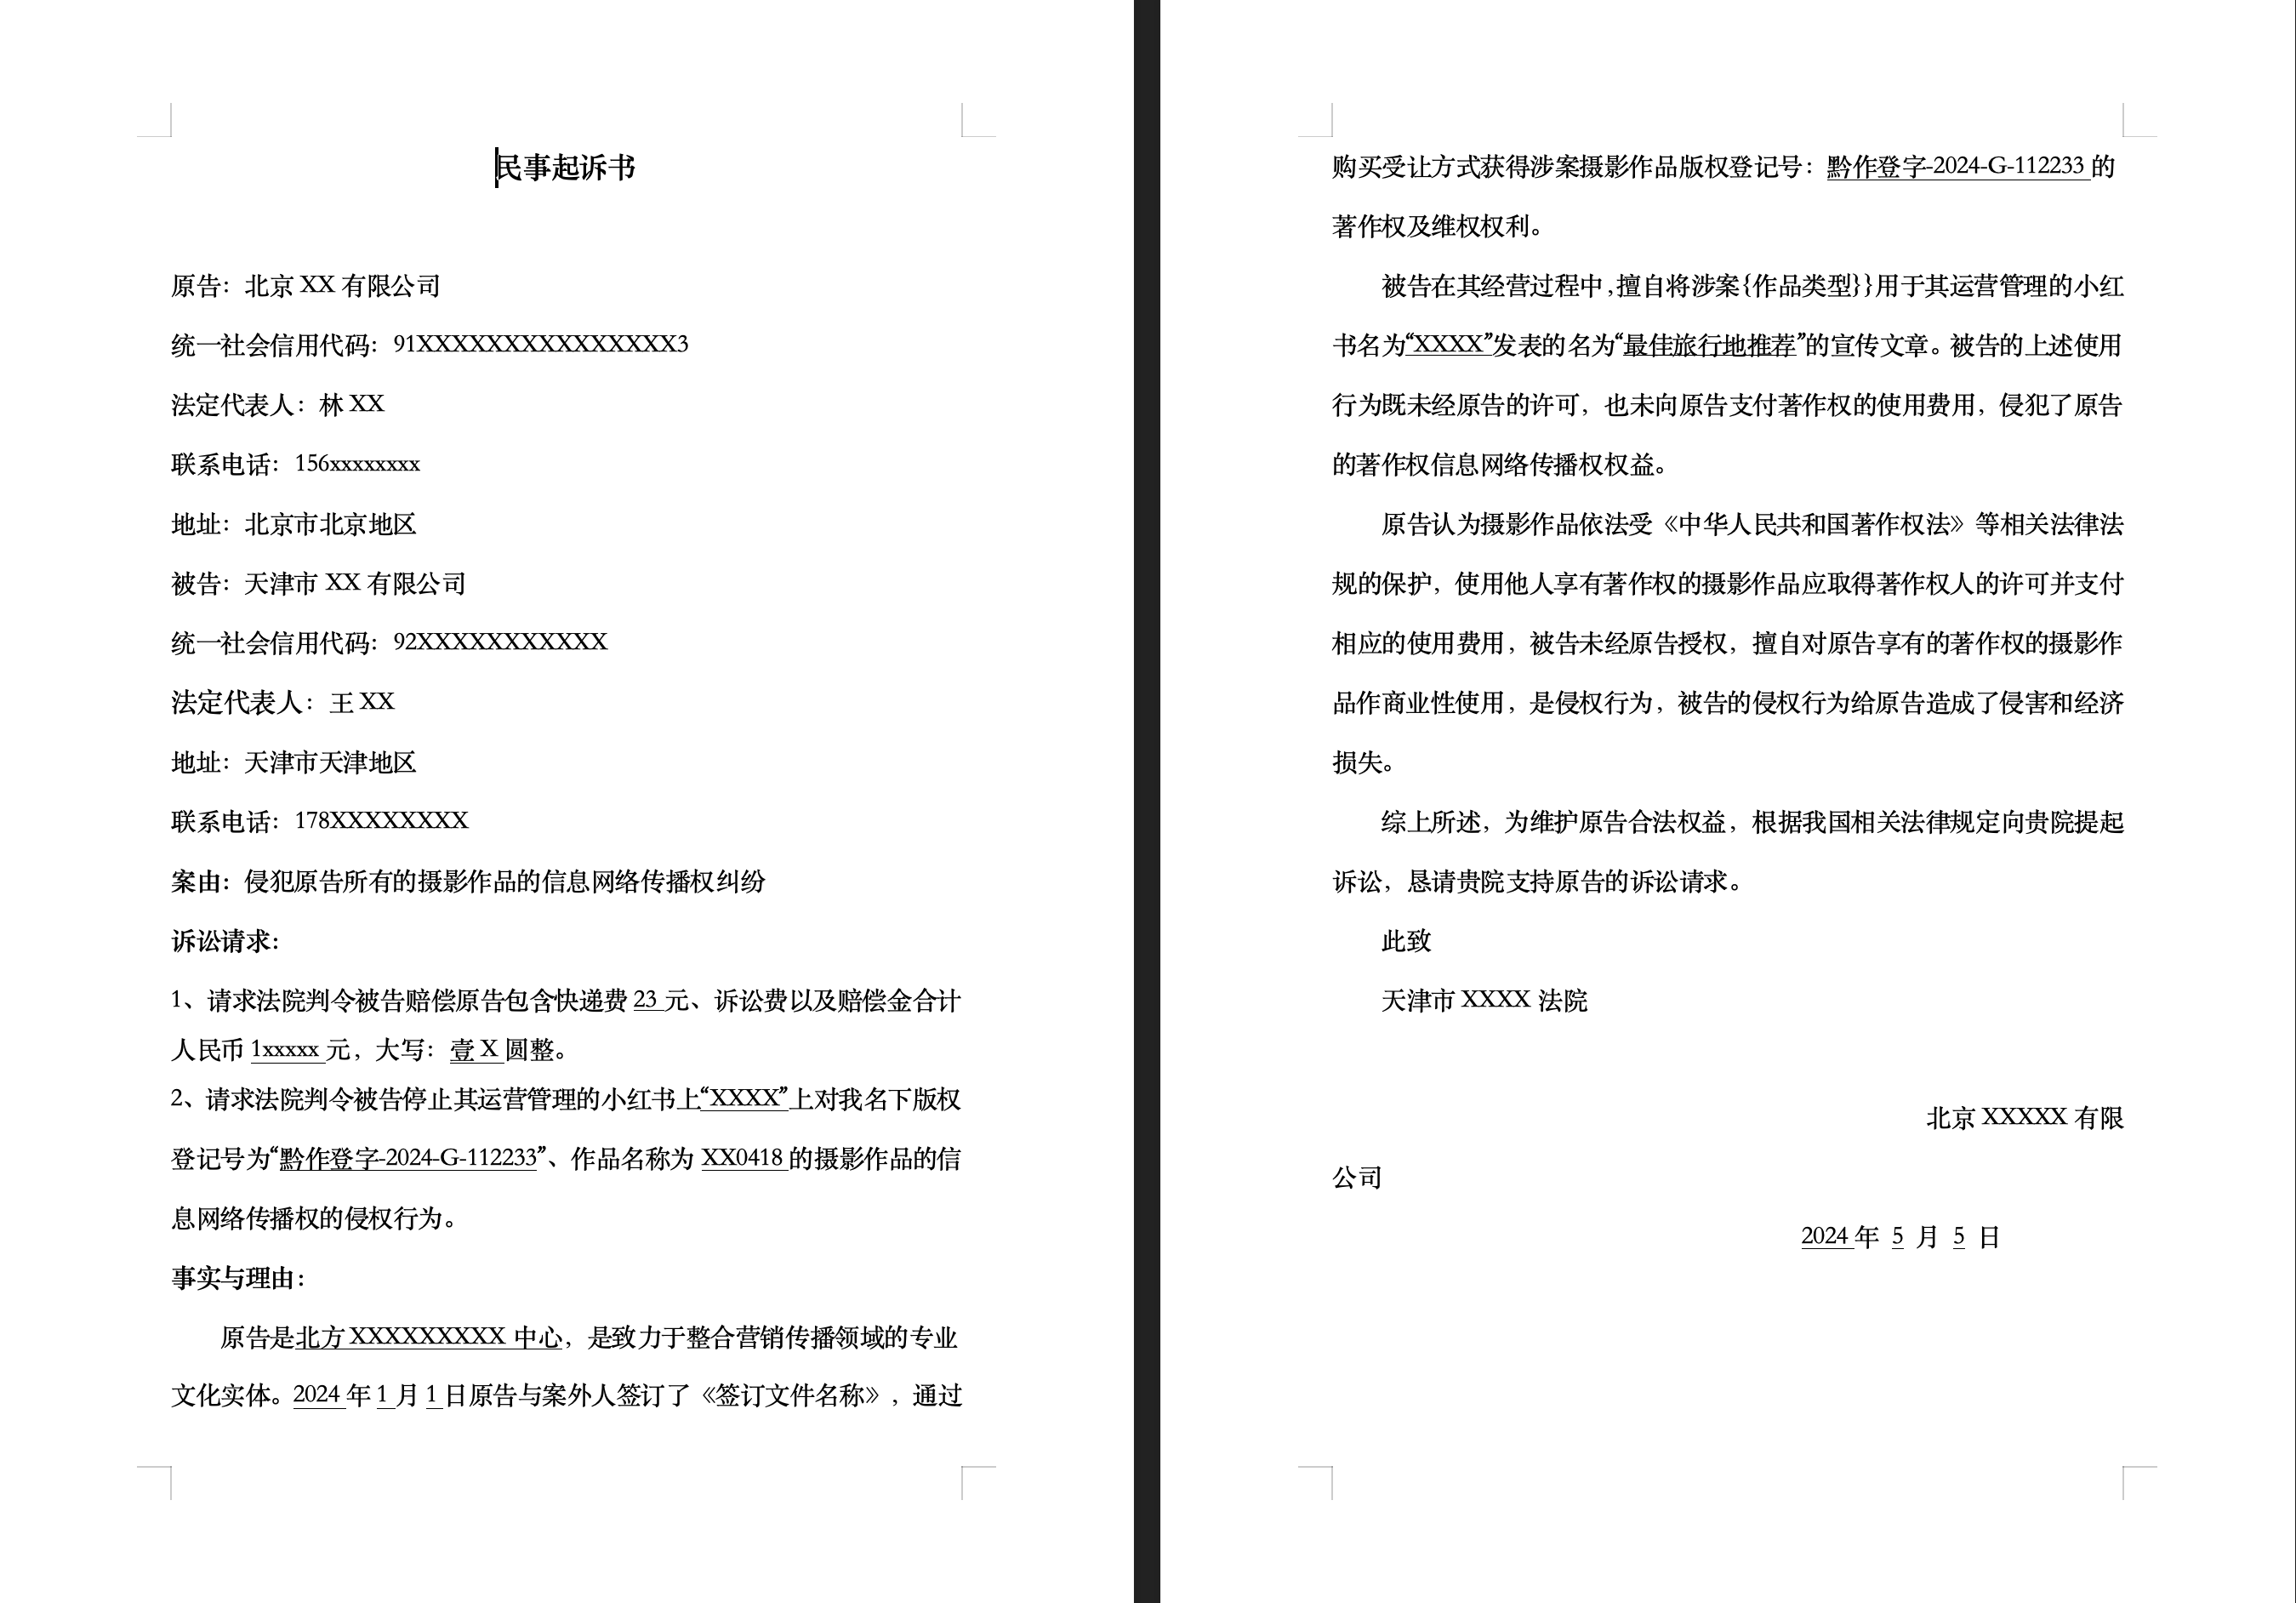 民事起诉书
原告：北京 XX 有限公司
统一社会信用代码：91XXXXXXXXXXXXXXX3
法定代表人：林 XX
联系电话：156xxxxxxxx
地址：北京市北京地区
被告：天津市 XX 有限公司
统一社会信用代码：92XXXXXXXXXXX
法定代表人：王 XX
地址：天津市天津地区
联系电话：178XXXXXXXX
案由：侵犯原告所有的摄影作品的信息网络传播权纠纷
诉讼请求：
1、请求法院判令被告赔偿原告包含快递费 23 元、诉讼费以及赔偿金合计
人民币 1xxxxx 元，大写：壹 X 圆整。
2、请求法院判令被告停止其运营管理的小红书上“XXXX”上对我名下版权
登记号为“黔作登字-2024-G-112233”、作品名称为 XX0418 的摄影作品的信
息网络传播权的侵权行为。
事实与理由：
原告是北方 XXXXXXXXX 中心，是致力于整合营销传播领域的专业
文化实体。2024 年 1 月 1 日原告与案外人签订了《签订文件名称》，通过
购买受让方式获得涉案摄影作品版权登记号：黔作登字-2024-G-112233 的
著作权及维权权利。
被告在其经营过程中,擅自将涉案{作品类型}}用于其运营管理的小红
书名为“XXXX”发表的名为“最佳旅行地推荐”的宣传文章。被告的上述使用
行为既未经原告的许可，也未向原告支付著作权的使用费用，侵犯了原告
的著作权信息网络传播权权益。
原告认为摄影作品依法受《中华人民共和国著作权法》等相关法律法
规的保护，使用他人享有著作权的摄影作品应取得著作权人的许可并支付
相应的使用费用，被告未经原告授权，擅自对原告享有的著作权的摄影作
品作商业性使用，是侵权行为，被告的侵权行为给原告造成了侵害和经济
损失。
综上所述，为维护原告合法权益，根据我国相关法律规定向贵院提起
诉讼，恳请贵院支持原告的诉讼请求。
此致
天津市 XXXX 法院
北京 XXXXX 有限
公司
2024 年 5 月 5 日